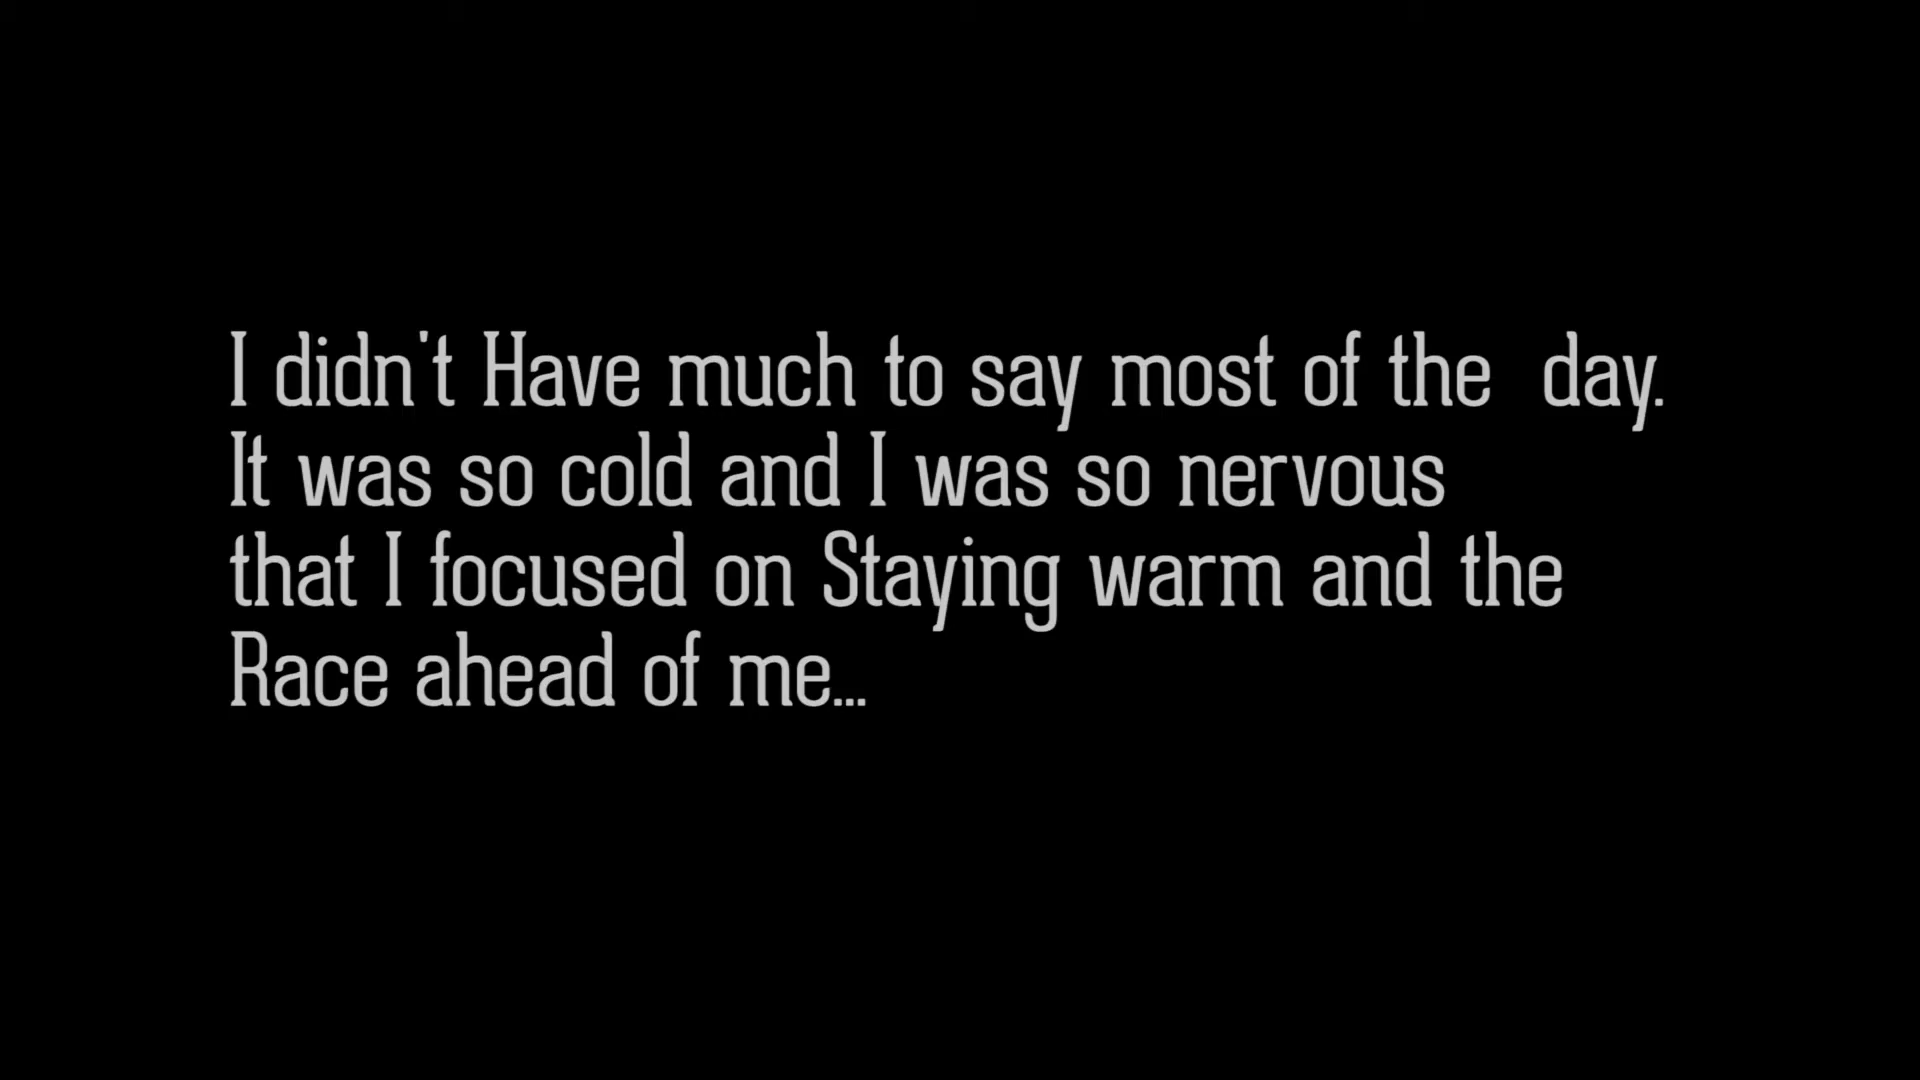 I didn't Have much to say most of the  day.
It was so cold and I was so nervous
that I focused on Staying warm and the
Race ahead of me...